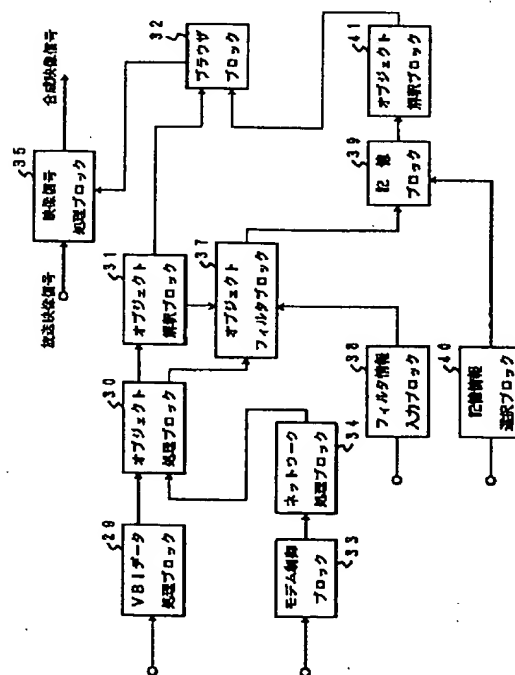 放送映像信号
合成映像信号
35
映像信号
処理ブロック
32
ブラウザ
ブロック
31
オブジェクト
解釈ブロック
41
オブジェクト
解釈ブロック
30
オブジェクト
処理ブロック
37
オブジェクト
フィルタブロック
39
記憶
ブロック
29
VBIデータ
処理ブロック
34
ネットワーク
処理ブロック
33
モデム制御
ブロック
38
フィルタ情報
入力ブロック
40
記憶情報
選択ブロック